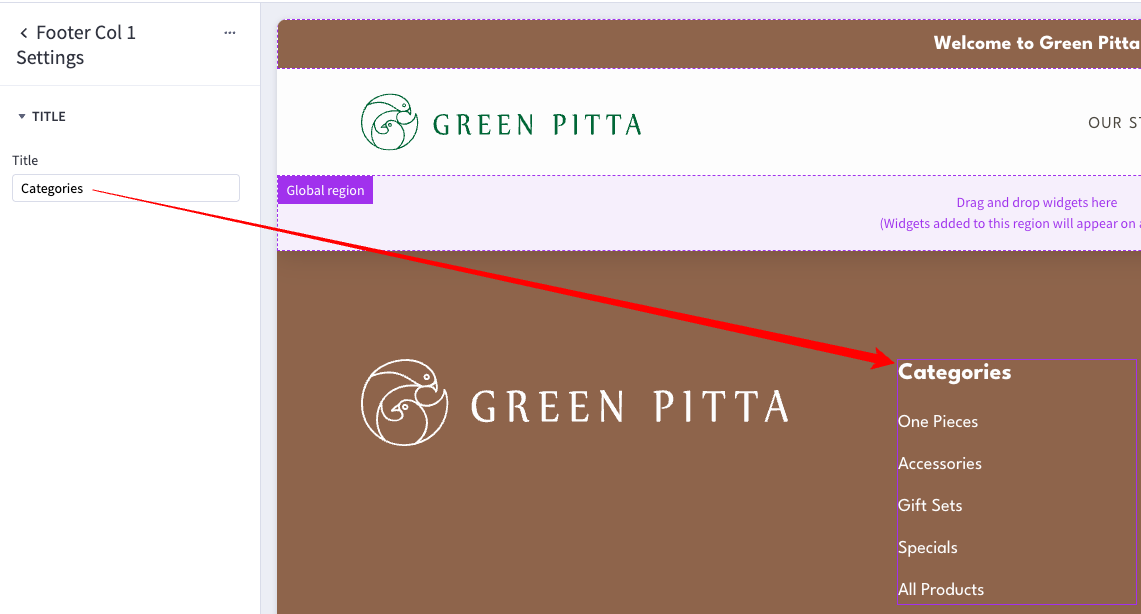 Footer Col 1
Settings
TITLE
Title
Categories
Welcome to Green Pitta
GREEN PITTA
OUR ST
Global region
Drag and drop widgets here
(Widgets added to this region will appear on a
GREEN PITTA
Categories
One Pieces
Accessories
Gift Sets
Specials
All Products